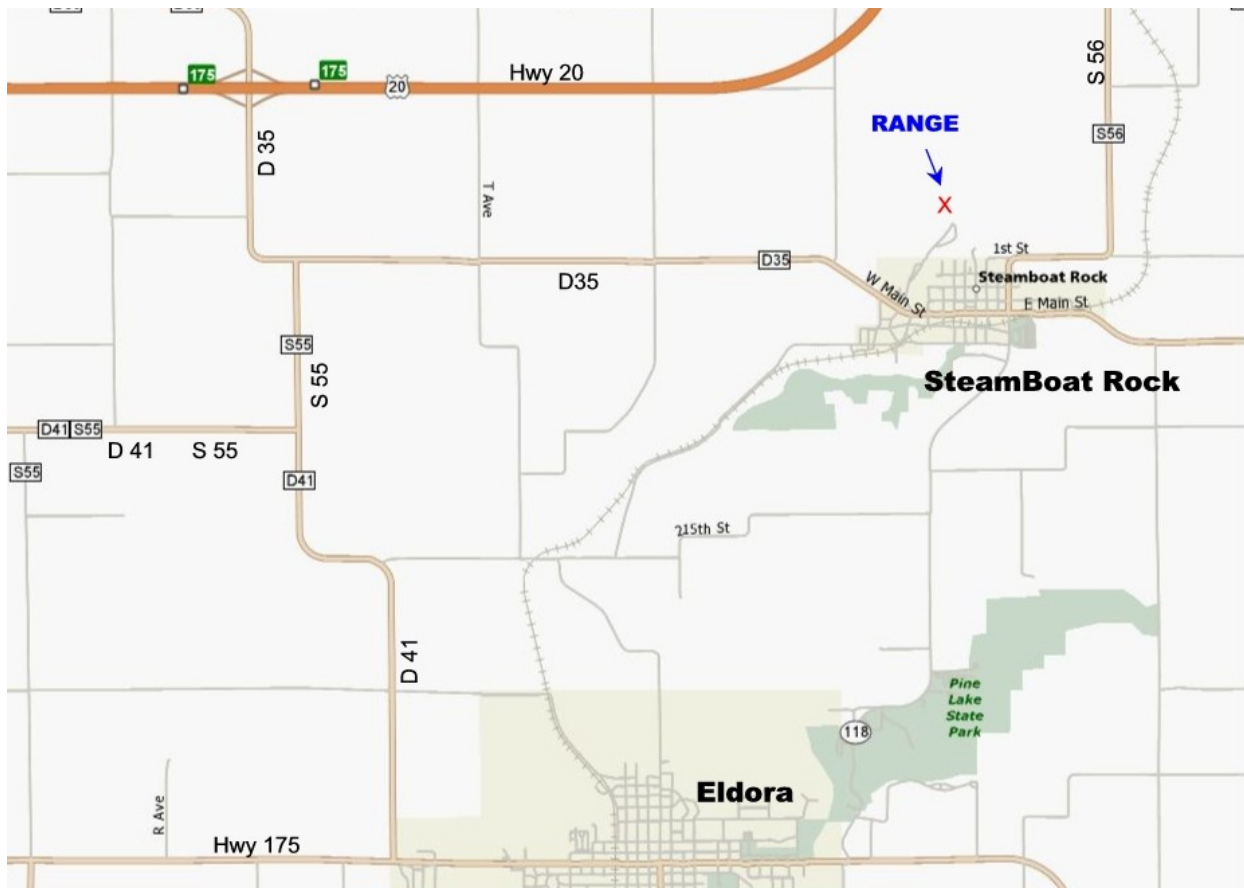 175
175
20
Hwy 20
S 56
S56
D 35
RANGE
X
T Ave
1st St
D35
D35
Steamboat Rock
W Main St
E Main St
S55
S 55
SteamBoat Rock
D41 S55
D 41 S 55
S55
D41
215th St
D 41
Pine
Lake
State
Park
118
Eldora
R Ave
Hwy 175